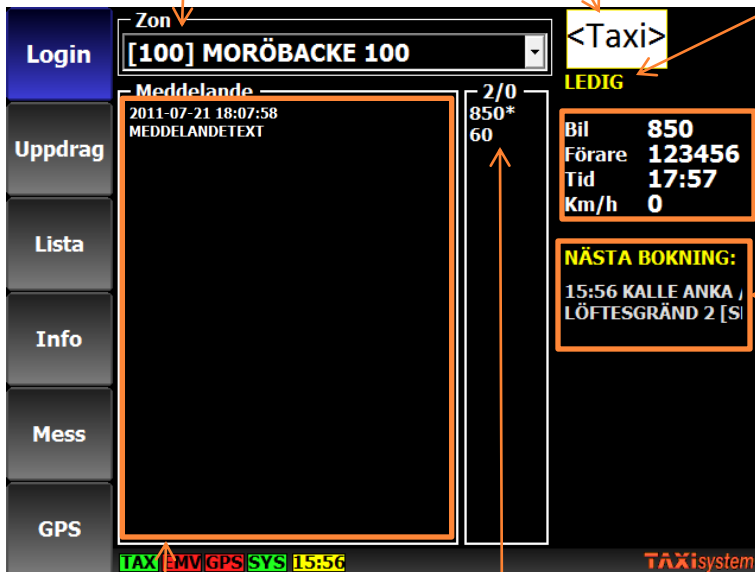 Login
Uppdrag
Lista
Info
Mess
GPS
Zon
[100] MORÖBACKE 100
Meddelande
2011-07-21 18:07:58
MEDDELANDETEXT
2/0
850*
60
<Taxi>
LEDIG
Bil 850
Förare 123456
Tid 17:57
Km/h 0
NÄSTA BOKNING:
15:56 KALLE ANKA /
LÖFTESGRÄND 2 [S
TAX EMV GPS SYS 15:56
TAXIsystem